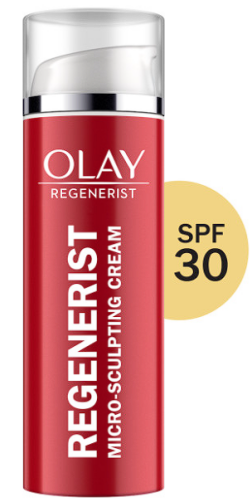 OLAY
REGENERIST
REGENERIST
MICRO-SCULPTING CREAM
SPF
30